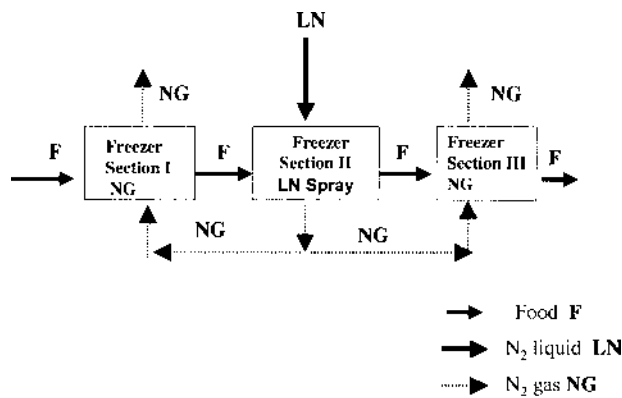 LN
NG
NG
F
Freezer
Section I
NG
F
Freezer
Section II
LN Spray
F
Freezer
Section III
NG
F
NG
NG
Food F
N₂ liquid LN
N₂ gas NG